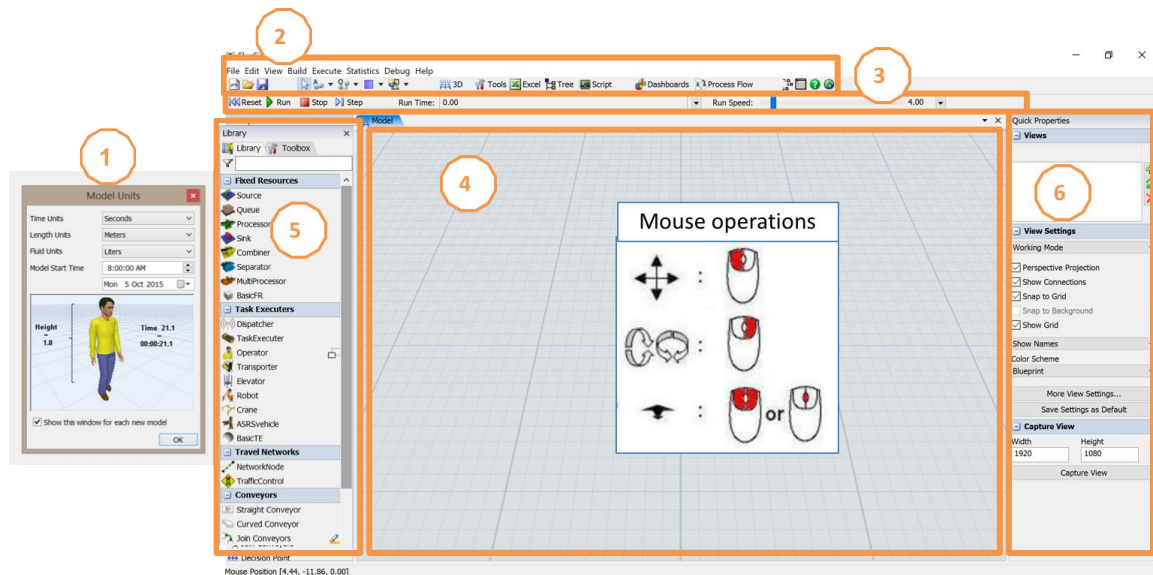 2
3
File Edit View Build Execute Statistics Debug Help
3D Tools Excel Tree Script Dashboards Process Flow
Reset Run Stop Step Run Time: 0.00 Run Speed: 4.00
1
Model Units
Time Units Seconds
Length Units Meters
Fluid Units Liters
Model Start Time 8:00:00 AM
Mon 5 Oct 2015
Height
1.8
Time 21.1
00:00:21.1
Show this window for each new model
OK
Library
Library Toolbox
5
Fixed Resources
Source
Queue
Processor
Sink
Combiner
Separator
MultiProcessor
BasicFR
Task Executers
Dispatcher
TaskExecuter
Operator
Transporter
Elevator
Robot
Crane
ASRSvehicle
BasicTE
Travel Networks
NetworkNode
TrafficControl
Conveyors
Straight Conveyor
Curved Conveyor
Join Conveyors
Decision Point
Mouse Position [4.44, -11.86, 0.00]
Model
4
Mouse operations
:
:
: or
Quick Properties
Views
6
View Settings
Working Mode
Perspective Projection
Show Connections
Snap to Grid
Snap to Background
Show Grid
Show Names
Color Scheme
Blueprint
More View Settings...
Save Settings as Default
Capture View
Width Height
1920 1080
Capture View